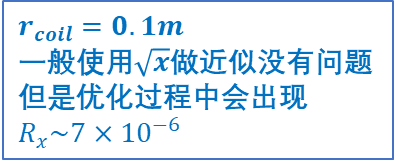 r_coil = 0.1m
一般使用√x做近似没有问题
但是优化过程中会出现
R_x~7 × 10^−6